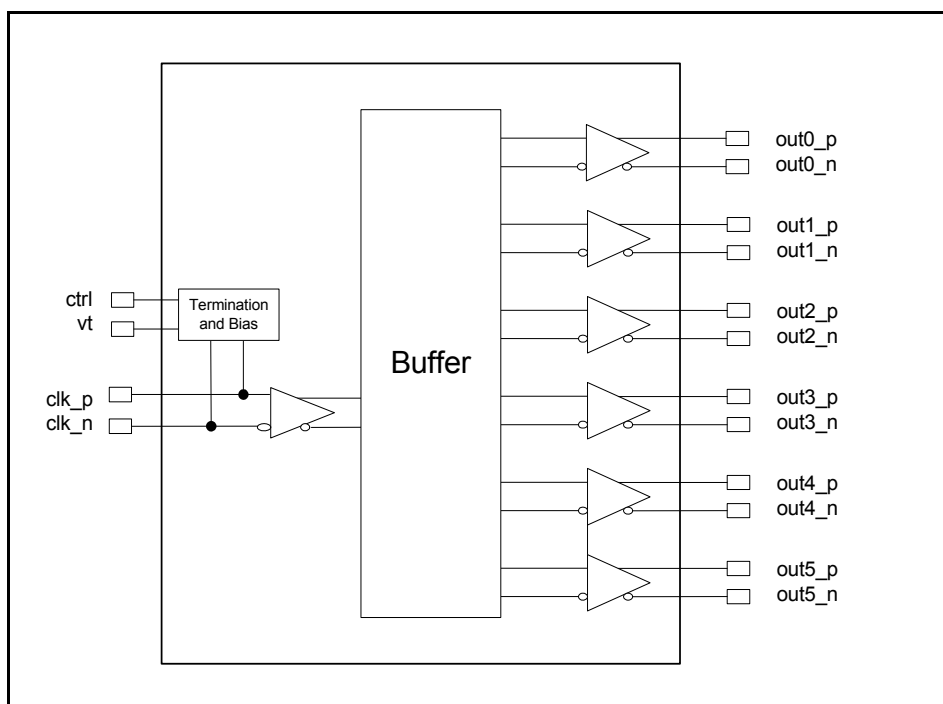 ctrl
vt
clk_p
clk_n
Termination
and Bias
Buffer
out0_p
out0_n
out1_p
out1_n
out2_p
out2_n
out3_p
out3_n
out4_p
out4_n
out5_p
out5_n